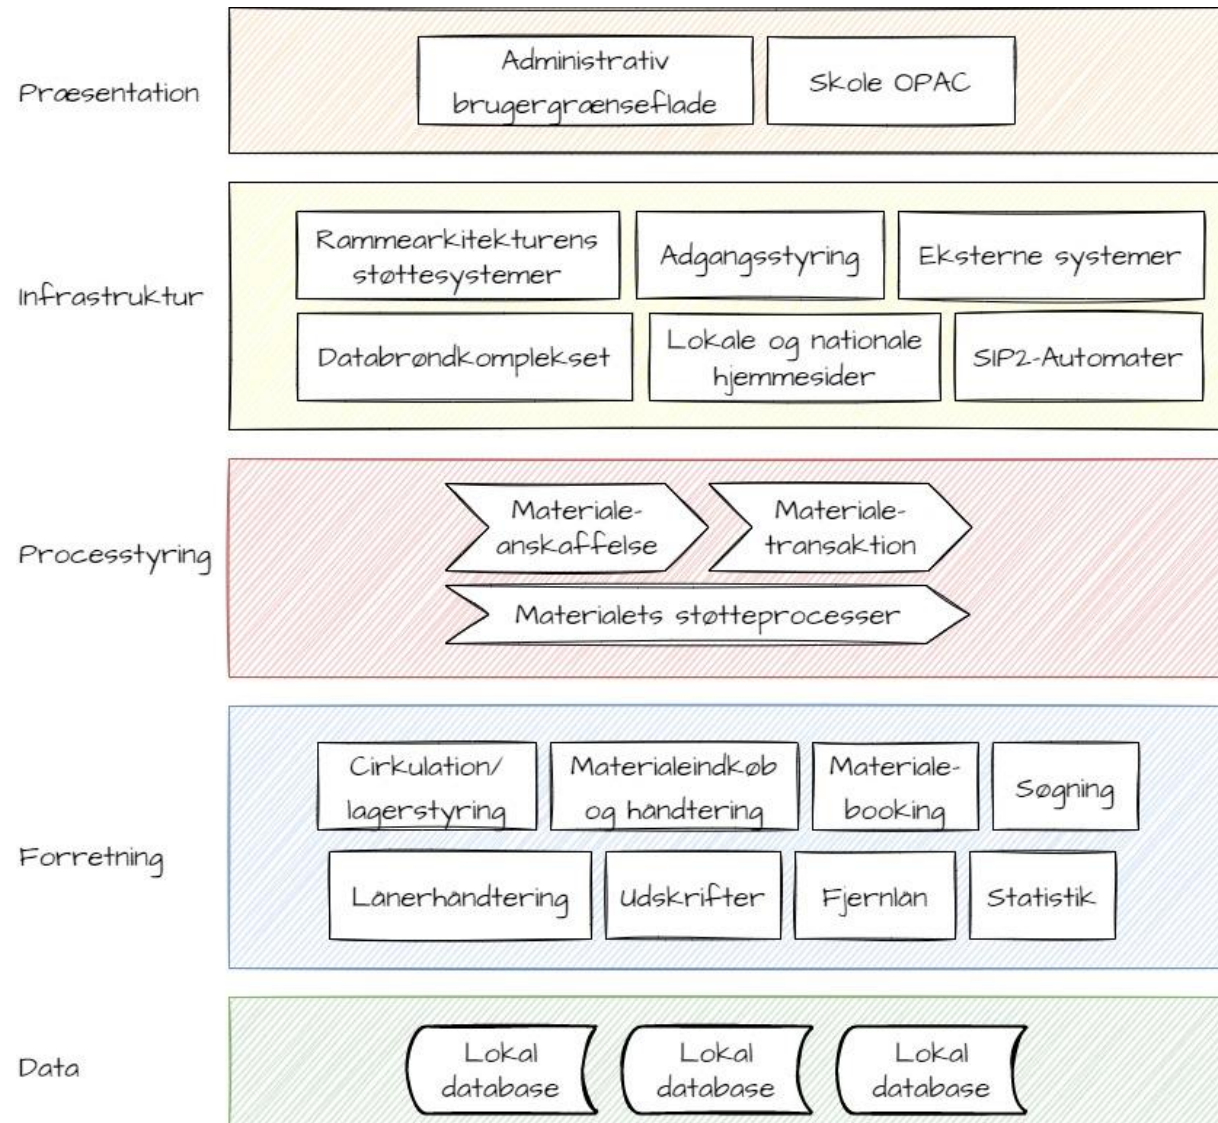 Præsentation
Administrativ
brugergrænseflade
Skole OPAC
Infrastruktur
Rammearkitekturens
støttesystemer
Adgangsstyring
Eksterne systemer
Databrøndkomplekset
Lokale og nationale
hjemmesider
SIP2-Automater
Processtyring
Materiale-
anskaffelse
Materiale-
transaktion
Materialets støtteprocesser
Forretning
Cirkulation/
lagerstyring
Materialeindkøb
og håndtering
Materiale-
booking
Søgning
Lånerhåndtering
Udskrifter
Fjernlån
Statistik
Data
Lokal
database
Lokal
database
Lokal
database